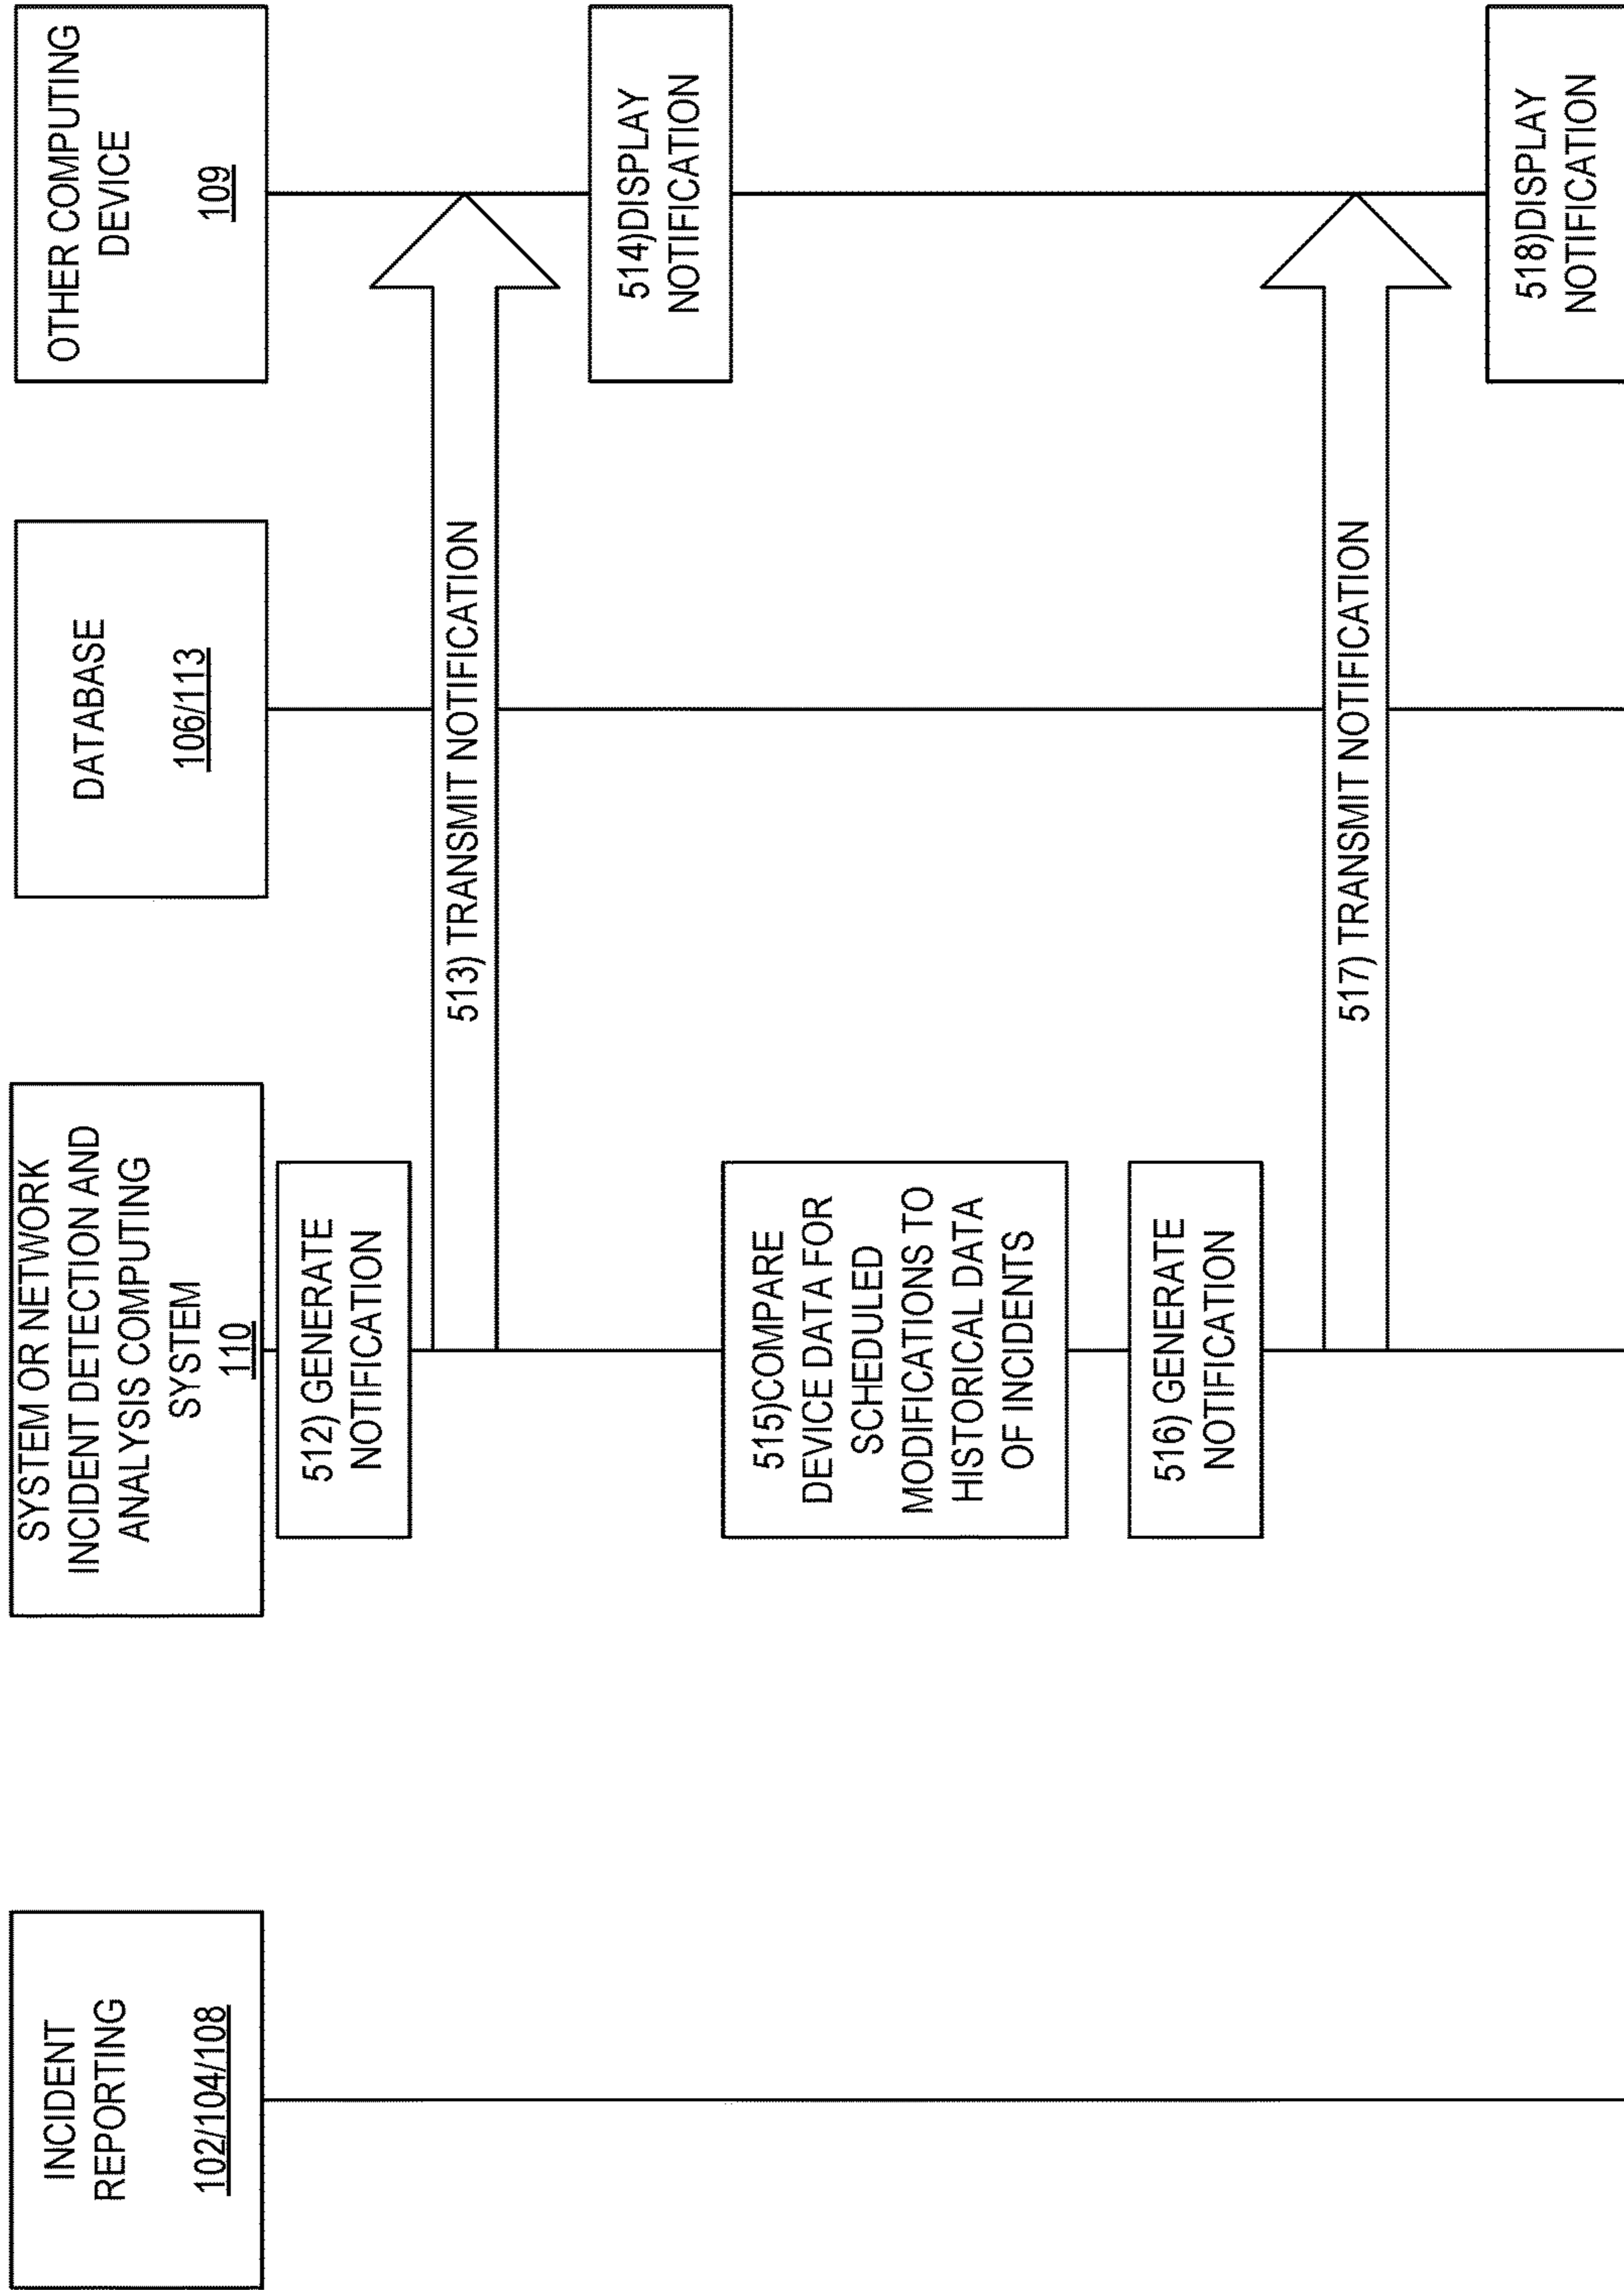 INCIDENT
REPORTING
102/104/108
SYSTEM OR NETWORK
INCIDENT DETECTION AND
ANALYSIS COMPUTING
SYSTEM
110
DATABASE
106/113
OTHER COMPUTING
DEVICE
109
512) GENERATE
NOTIFICATION
513) TRANSMIT NOTIFICATION
514)DISPLAY
NOTIFICATION
515)COMPARE
DEVICE DATA FOR
SCHEDULED
MODIFICATIONS TO
HISTORICAL DATA
OF INCIDENTS
516) GENERATE
NOTIFICATION
517) TRANSMIT NOTIFICATION
518)DISPLAY
NOTIFICATION